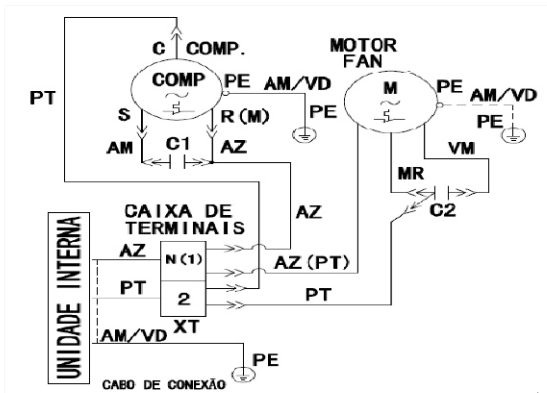 C COMP.
MOTOR
FAN
COMP
PE
AM/VD
M
PE
AM/VD
PT
S
R(M)
PE
PE
AM
C1
AZ
VM
MR
C2
CAIXA DE
TERMINAIS
AZ
UNIDADE INTERNA
AZ
N(1)
AZ(PT)
PT
2
PT
XT
AM/VD
PE
CABO DE CONEXÃO